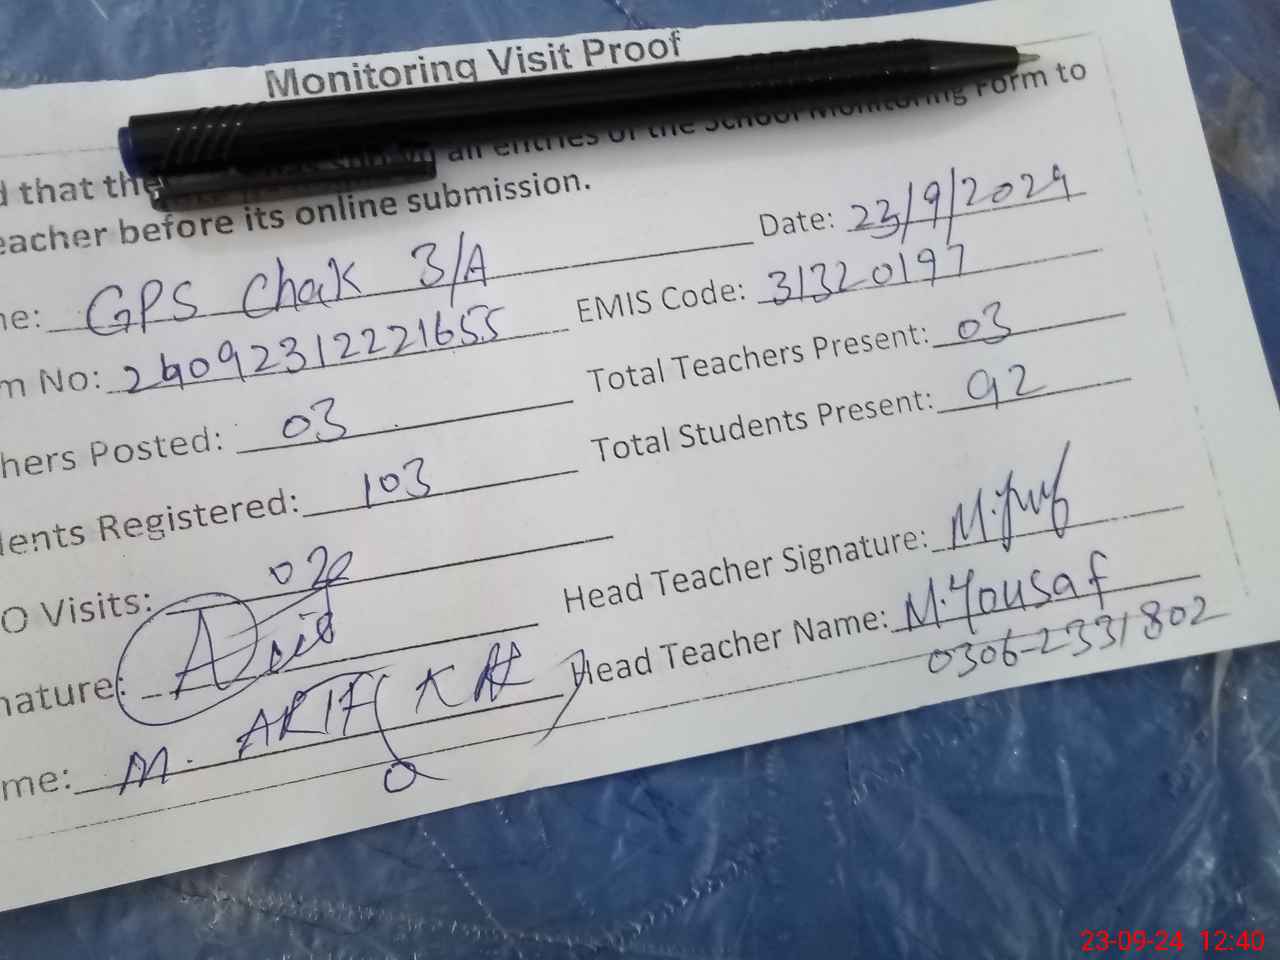 Monitoring Visit Proof
d that the all entries of the School Monitoring Form to
eacher before its online submission.
ne: GPS Chak 3/A Date: 23/9/2024
m No: 24092312221655 EMIS Code: 31320197
hers Posted: 03 Total Teachers Present: 03
dents Registered: 103 Total Students Present: 92
O Visits: 02 Head Teacher Signature:
nature: Head Teacher Name: M. Yousaf
0306-2331802
me: M. ARIF
23-09-24 12:40